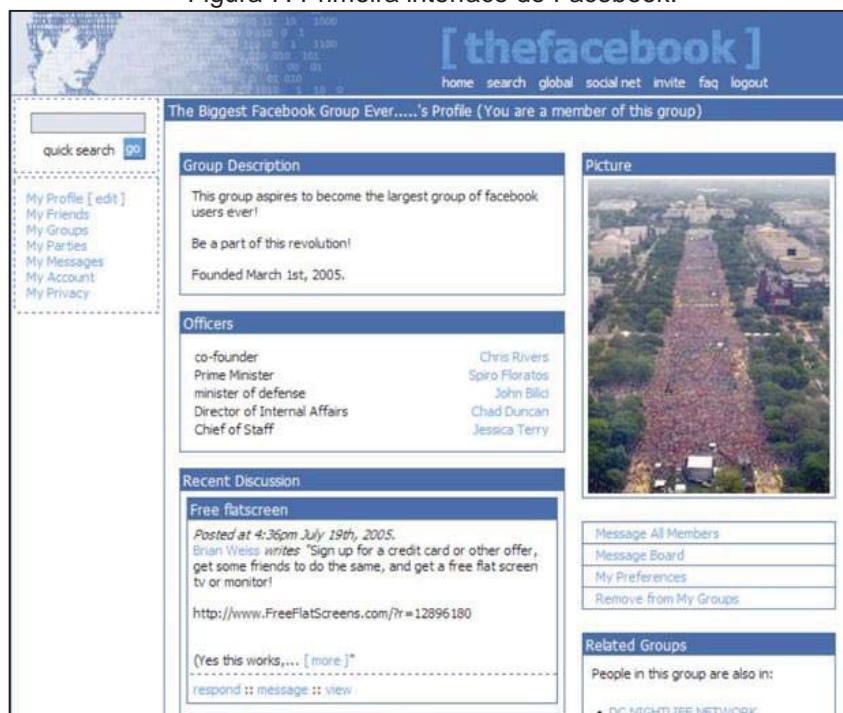 Figura 7: Primeira interface do Facebook.
[ thefacebook ]
home search global social net invite faq logout
quick search go
My Profile [ edit ]
My Friends
My Groups
My Parties
My Messages
My Account
My Privacy
The Biggest Facebook Group Ever.....'s Profile (You are a member of this group)
Group Description
This group aspires to become the largest group of facebook
users ever!
Be a part of this revolution!
Founded March 1st, 2005.
Officers
co-founder Chris Rivers
Prime Minister Spiro Floratos
minister of defense John Bilici
Director of Internal Affairs Chad Duncan
Chief of Staff Jessica Terry
Recent Discussion
Free flatscreen
Posted at 4:36pm July 19th, 2005.
Brian Weiss writes "Sign up for a credit card or other offer,
get some friends to do the same, and get a free flat screen
tv or monitor!
http://www.FreeFlatScreens.com/?r=12896180
(Yes this works,... [ more ]"
respond :: message :: view
Picture
Message All Members
Message Board
My Preferences
Remove from My Groups
Related Groups
People in this group are also in:
• DC NIGHTLIFE NETWORK